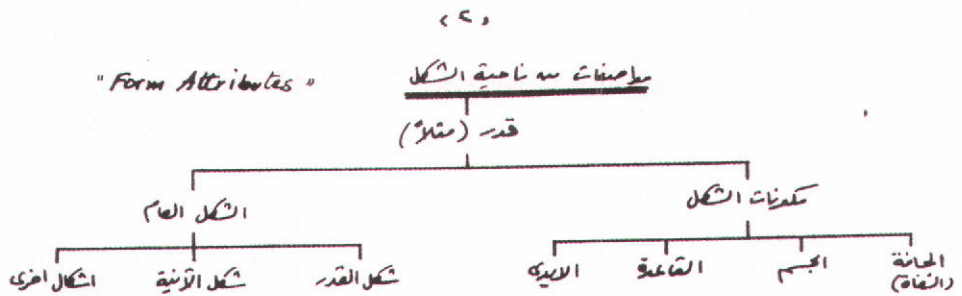 (٢)
مواصفات من ناحية الشكل "Form Attributes"
قدر (مثلاً)
مكونات الشكل الشكل العام
الحافة الجسم القاعدة الايدي شكل القدر شكل الآنية اشكال اخرى
(الشفاة)